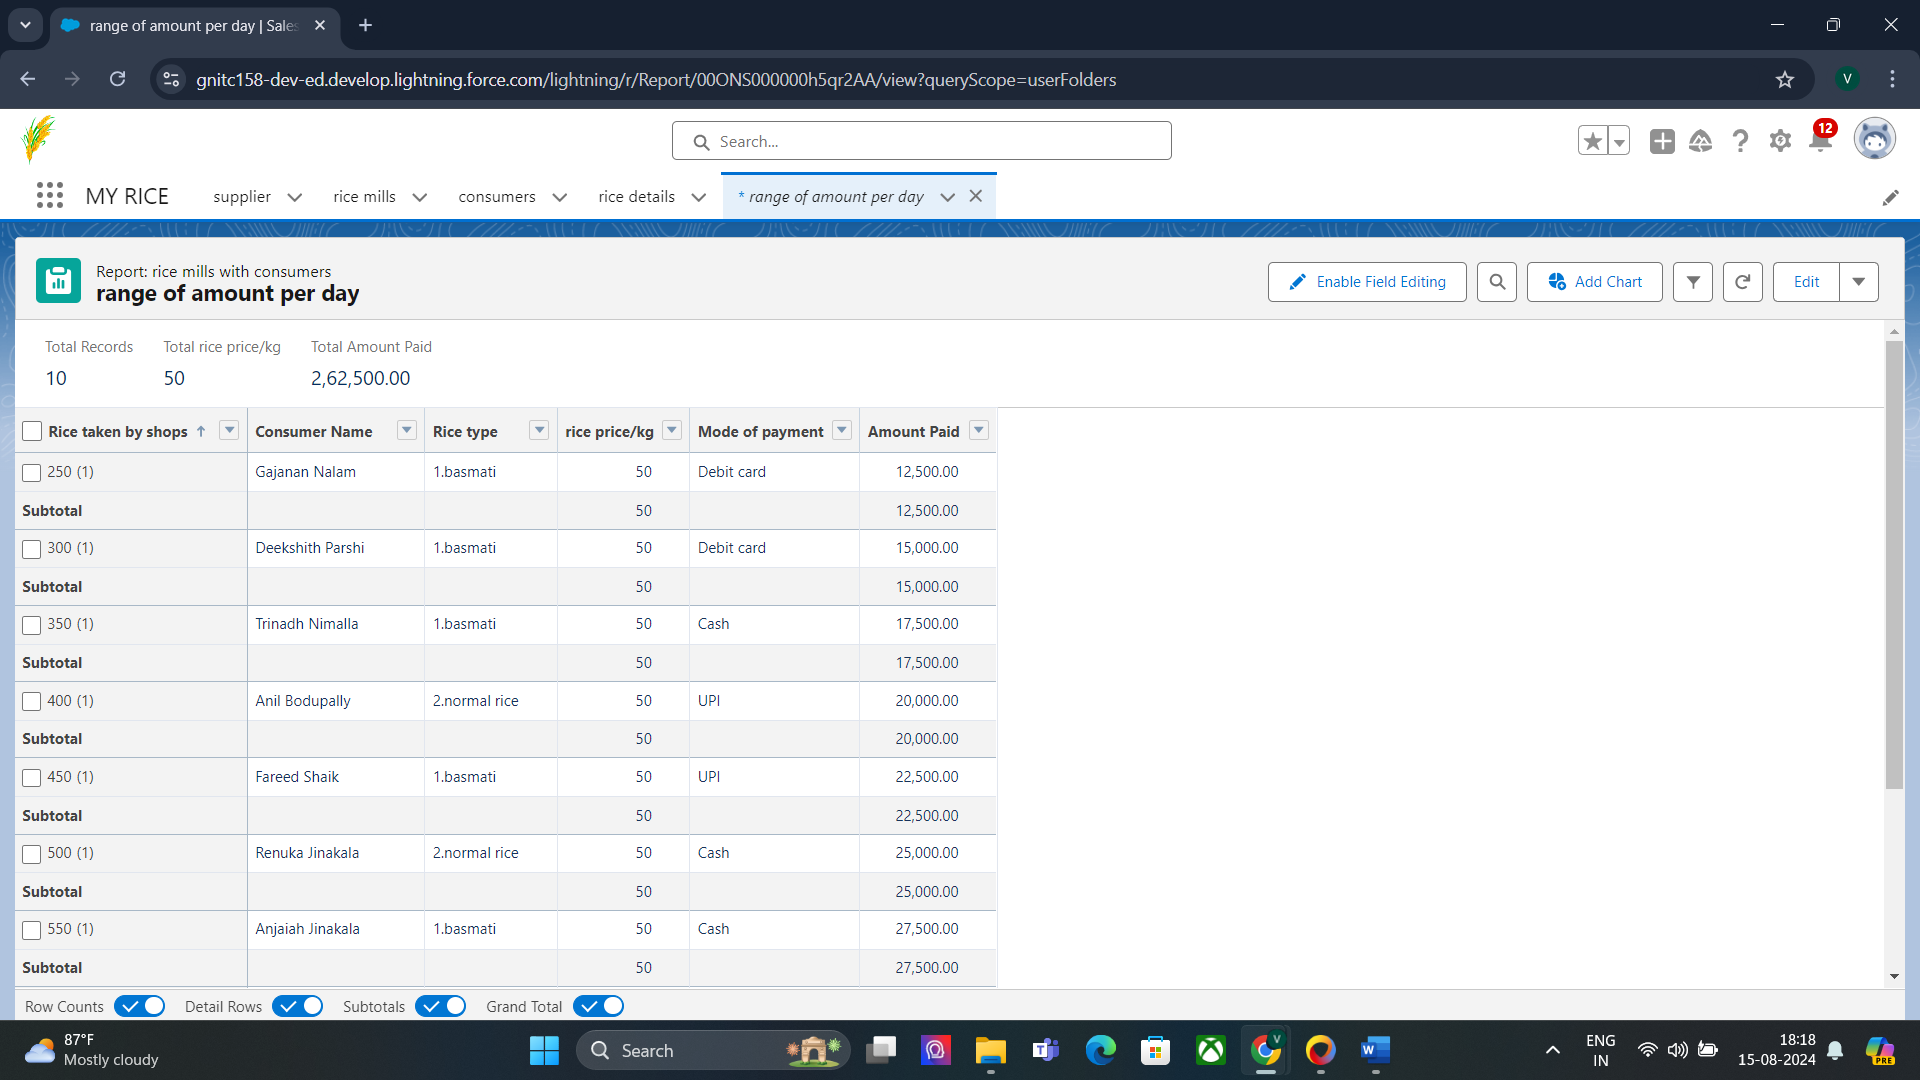 range of amount per day | Sales
gnitc158-dev-ed.develop.lightning.force.com/lightning/r/Report/00ONS000000h5qr2AA/view?queryScope=userFolders
V
Search...
12
MY RICE
supplier
rice mills
consumers
rice details
* range of amount per day
Report: rice mills with consumers
range of amount per day
Enable Field Editing
Add Chart
Edit
Total Records Total rice price/kg Total Amount Paid
10 50 2,62,500.00
Rice taken by shops ↑ Consumer Name Rice type rice price/kg Mode of payment Amount Paid
250 (1) Gajanan Nalam 1.basmati 50 Debit card 12,500.00
Subtotal 50 12,500.00
300 (1) Deekshith Parshi 1.basmati 50 Debit card 15,000.00
Subtotal 50 15,000.00
350 (1) Trinadh Nimalla 1.basmati 50 Cash 17,500.00
Subtotal 50 17,500.00
400 (1) Anil Bodupally 2.normal rice 50 UPI 20,000.00
Subtotal 50 20,000.00
450 (1) Fareed Shaik 1.basmati 50 UPI 22,500.00
Subtotal 50 22,500.00
500 (1) Renuka Jinakala 2.normal rice 50 Cash 25,000.00
Subtotal 50 25,000.00
550 (1) Anjaiah Jinakala 1.basmati 50 Cash 27,500.00
Subtotal 50 27,500.00
Row Counts Detail Rows Subtotals Grand Total
87°F
Mostly cloudy
Search
ENG
IN
18:18
15-08-2024
PRE